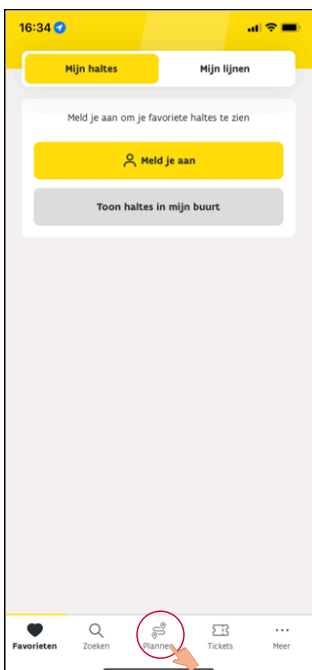 16:34
Mijn haltes
Mijn lijnen
Meld je aan om je favoriete haltes te zien
Meld je aan
Toon haltes in mijn buurt
Favorieten
Zoeken
Plannen
Tickets
Meer